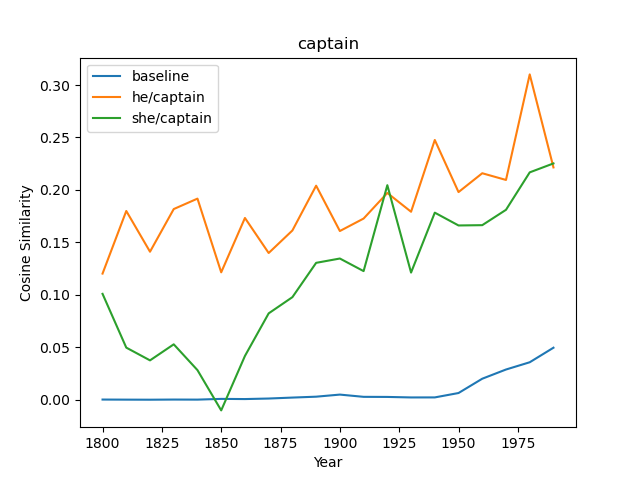 captain
baseline
he/captain
she/captain
0.30
0.25
0.20
0.15
0.10
0.05
0.00
Cosine Similarity
1800 1825 1850 1875 1900 1925 1950 1975
Year